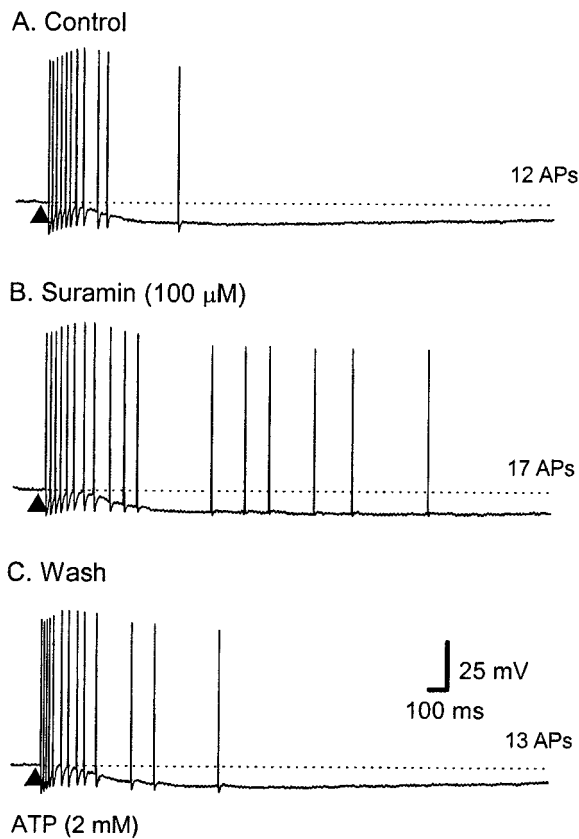 A. Control
12 APs
B. Suramin (100 μM)
17 APs
C. Wash
25 mV
100 ms
13 APs
ATP (2 mM)